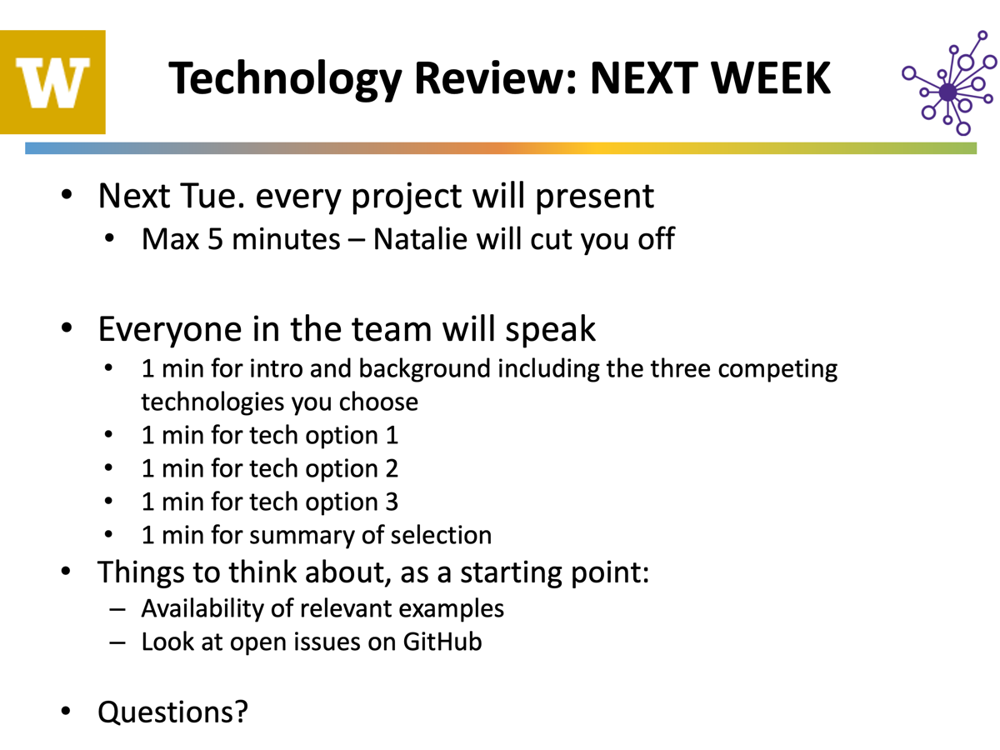 W
Technology Review: NEXT WEEK
• Next Tue. every project will present
• Max 5 minutes – Natalie will cut you off
• Everyone in the team will speak
• 1 min for intro and background including the three competing
technologies you choose
• 1 min for tech option 1
• 1 min for tech option 2
• 1 min for tech option 3
• 1 min for summary of selection
• Things to think about, as a starting point:
– Availability of relevant examples
– Look at open issues on GitHub
• Questions?